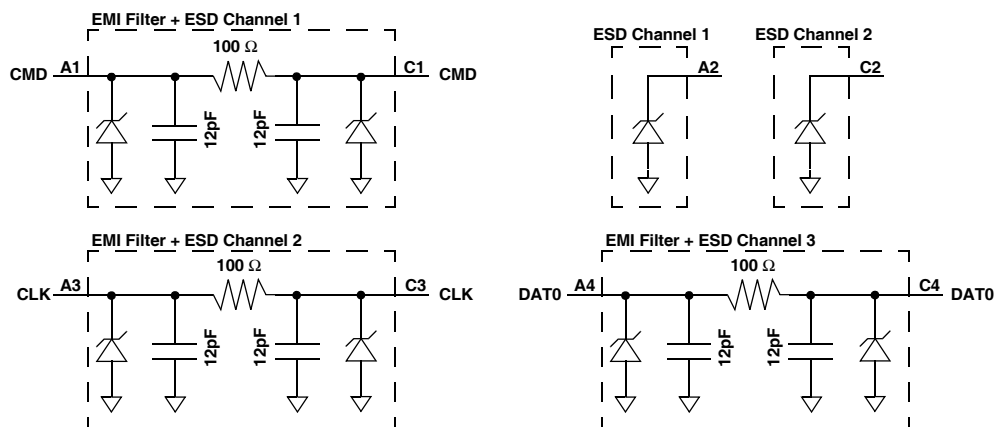 EMI Filter + ESD Channel 1
100 Ω
CMD A1 C1 CMD
12pF 12pF
ESD Channel 1
A2
ESD Channel 2
C2
EMI Filter + ESD Channel 2
100 Ω
CLK A3 C3 CLK
12pF 12pF
EMI Filter + ESD Channel 3
100 Ω
DAT0 A4 C4 DAT0
12pF 12pF